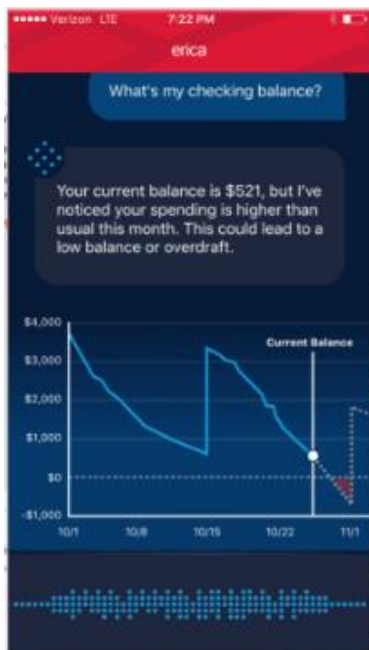 Verizon LTE 7:22 PM
erica
What's my checking balance?
Your current balance is $521, but I've
noticed your spending is higher than
usual this month. This could lead to a
low balance or overdraft.
$4,000
Current Balance
$3,000
$2,000
$1,000
$0
-$1,000
10/1 10/8 10/15 10/22 11/1